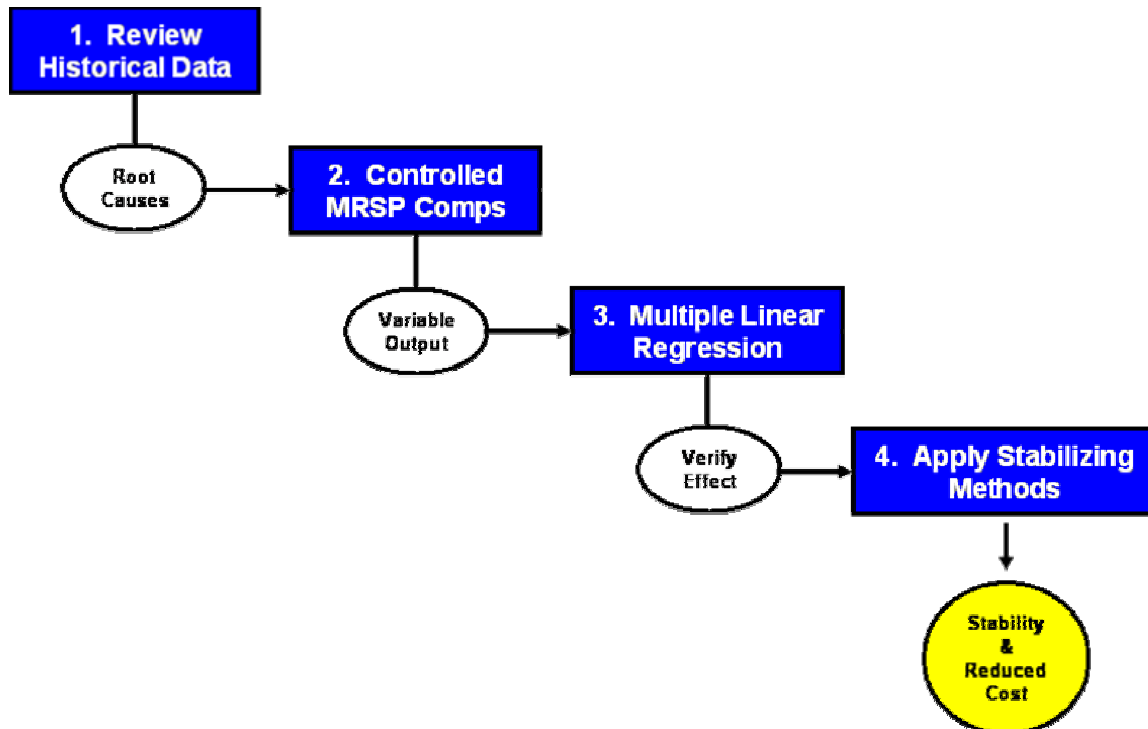 1. Review
Historical Data
Root
Causes
2. Controlled
MRSP Comps
Variable
Output
3. Multiple Linear
Regression
Verify
Effect
4. Apply Stabilizing
Methods
Stability
&
Reduced
Cost